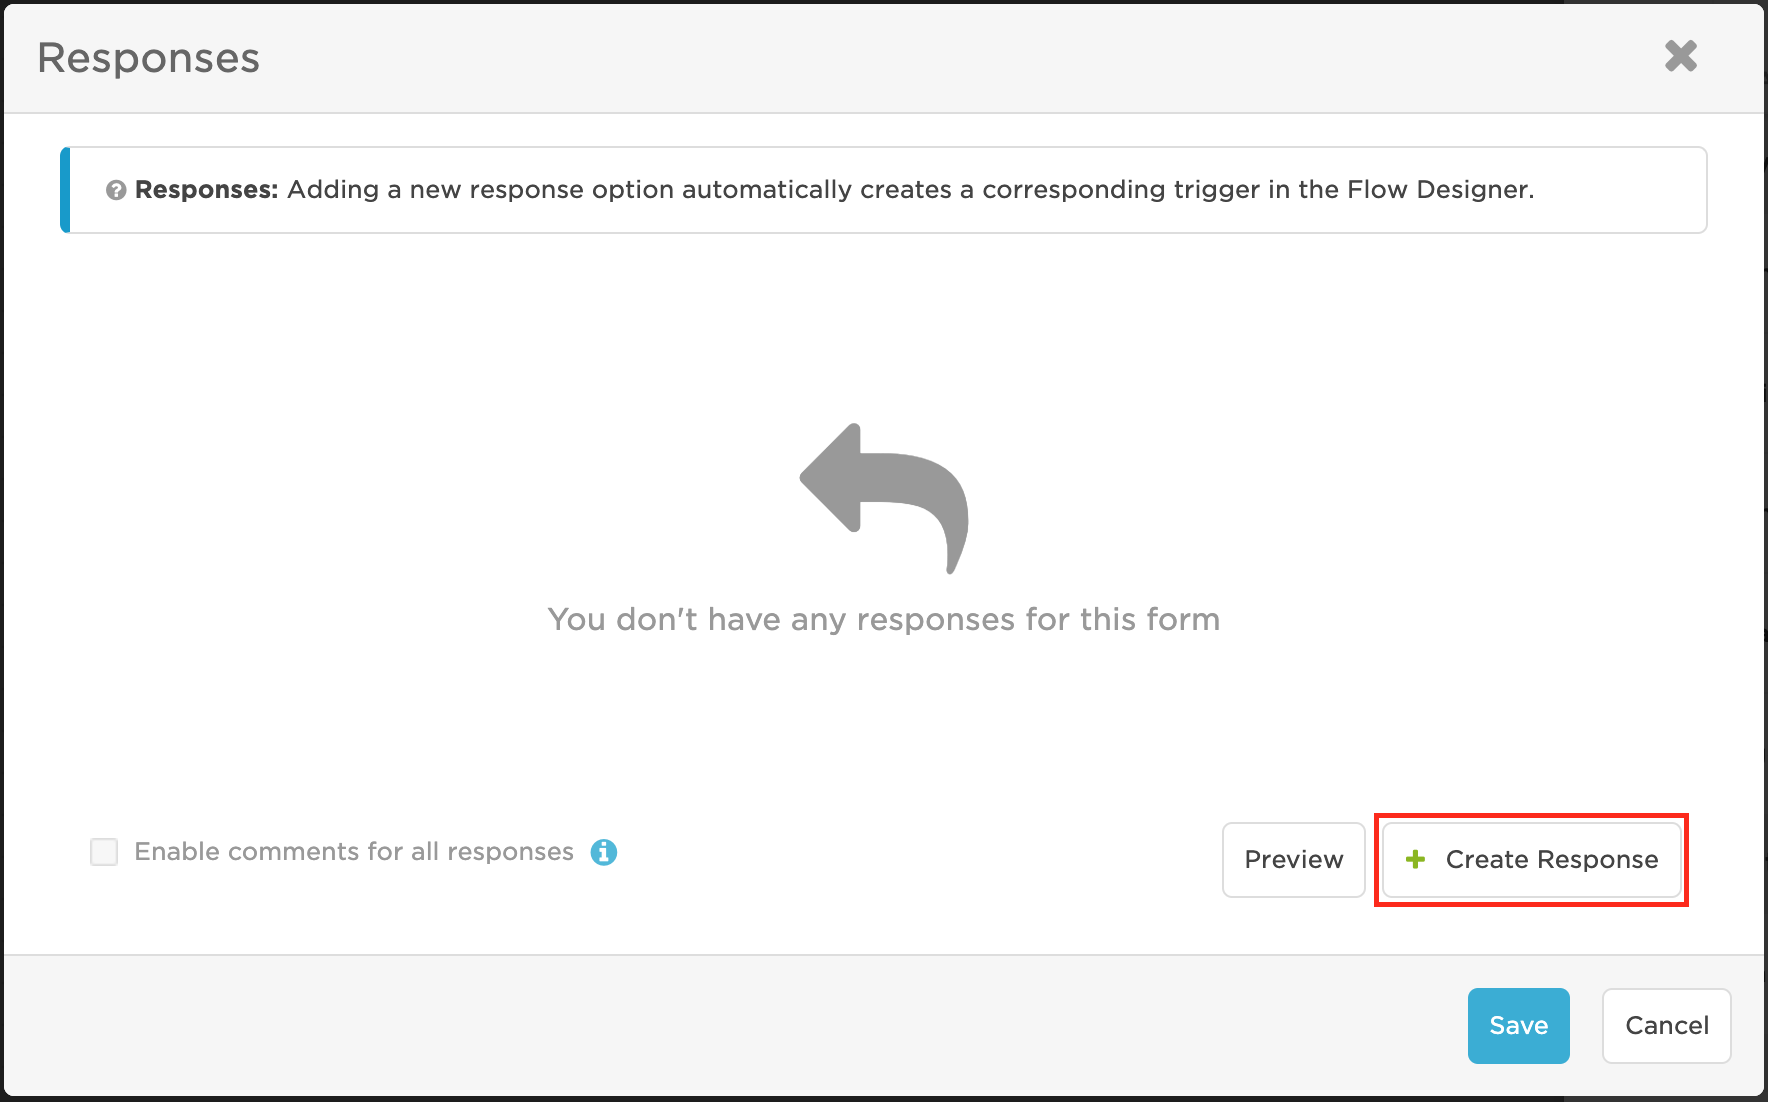 Responses
Responses: Adding a new response option automatically creates a corresponding trigger in the Flow Designer.
You don't have any responses for this form
Enable comments for all responses
Preview
Create Response
Save
Cancel